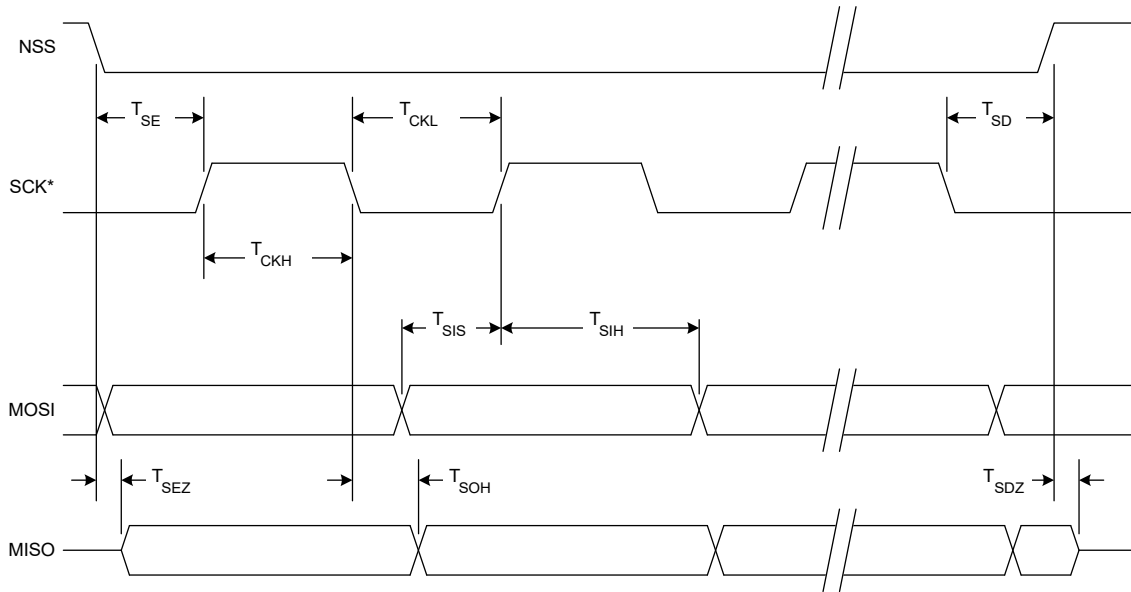 NSS
T_SE T_CKL T_SD
SCK*
T_CKH
T_SIS T_SIH
MOSI
T_SEZ T_SOH T_SDZ
MISO